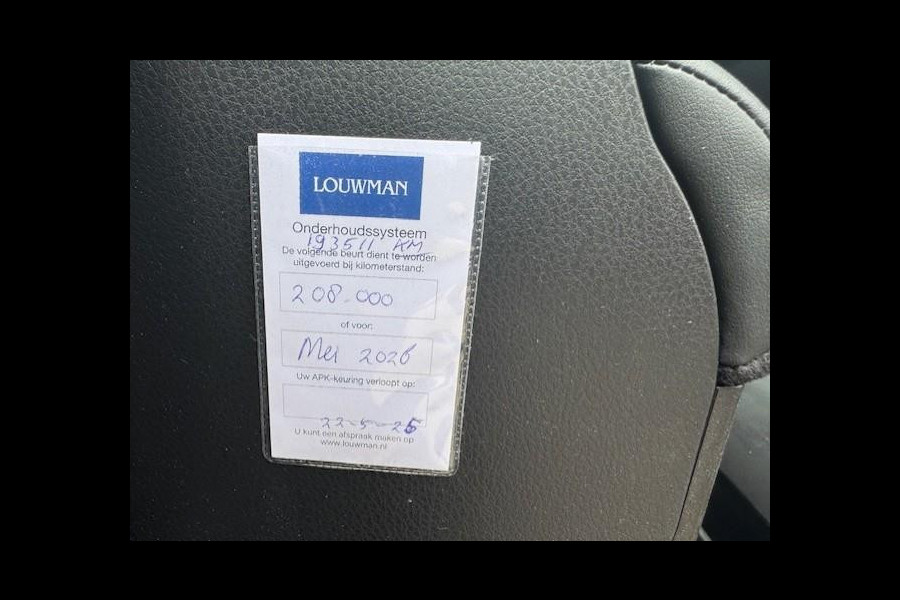 LOUWMAN
Onderhoudssysteem
193511 KM
De volgende beurt dient te worden
uitgevoerd bij kilometerstand:
208.000
of voor:
Mei 2026
Uw APK-keuring verloopt op:
22-5-26
U kunt een afspraak maken op
www.louwman.nl